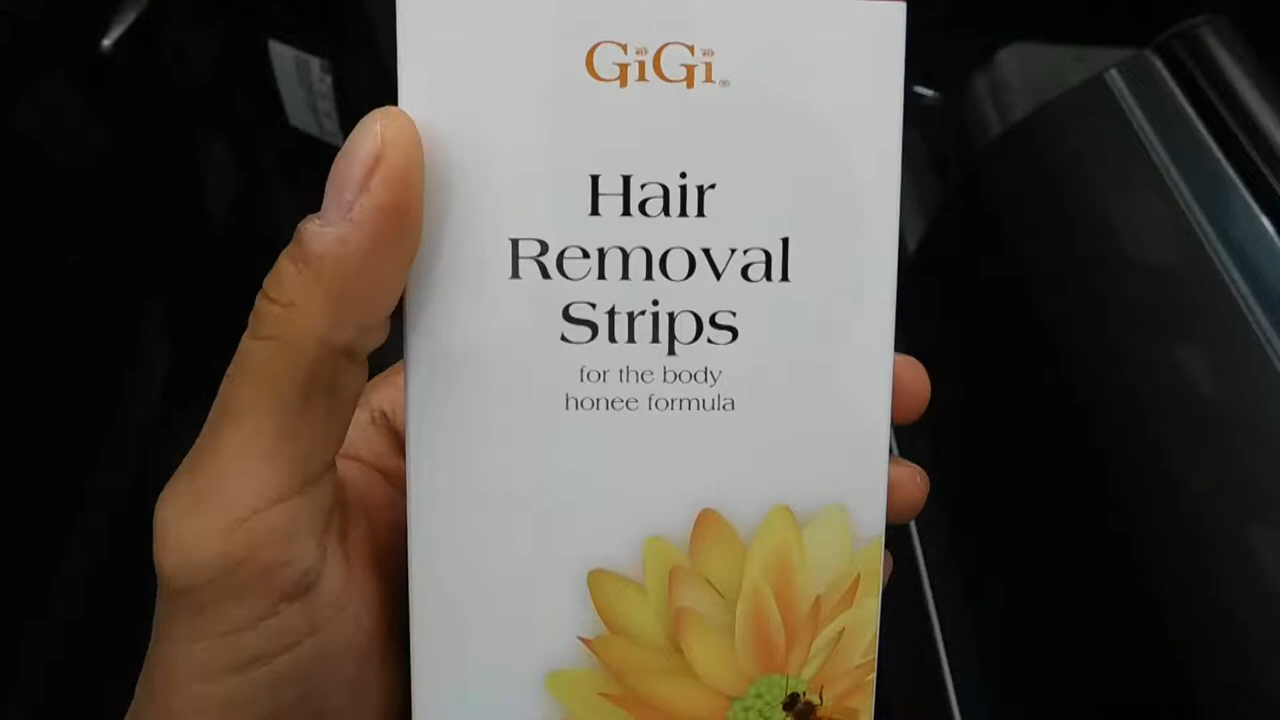 GiGi®
Hair
Removal
Strips
for the body
honee formula